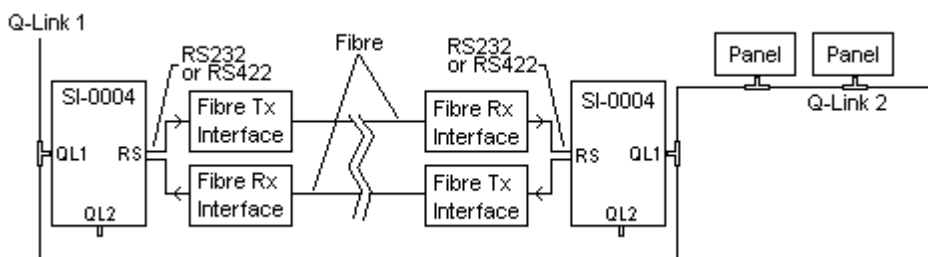 Q-Link 1
Fibre
RS232
or RS422
RS232
or RS422
Panel
Panel
SI-0004
Fibre Tx
Interface
Fibre Rx
Interface
SI-0004
Q-Link 2
QL1
RS
RS
QL1
Fibre Rx
Interface
Fibre Tx
Interface
QL2
QL2